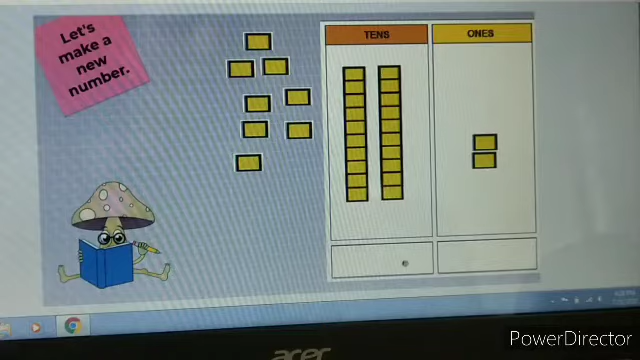 Let's
make a
new
number.
TENS
ONES
acer
PowerDirector